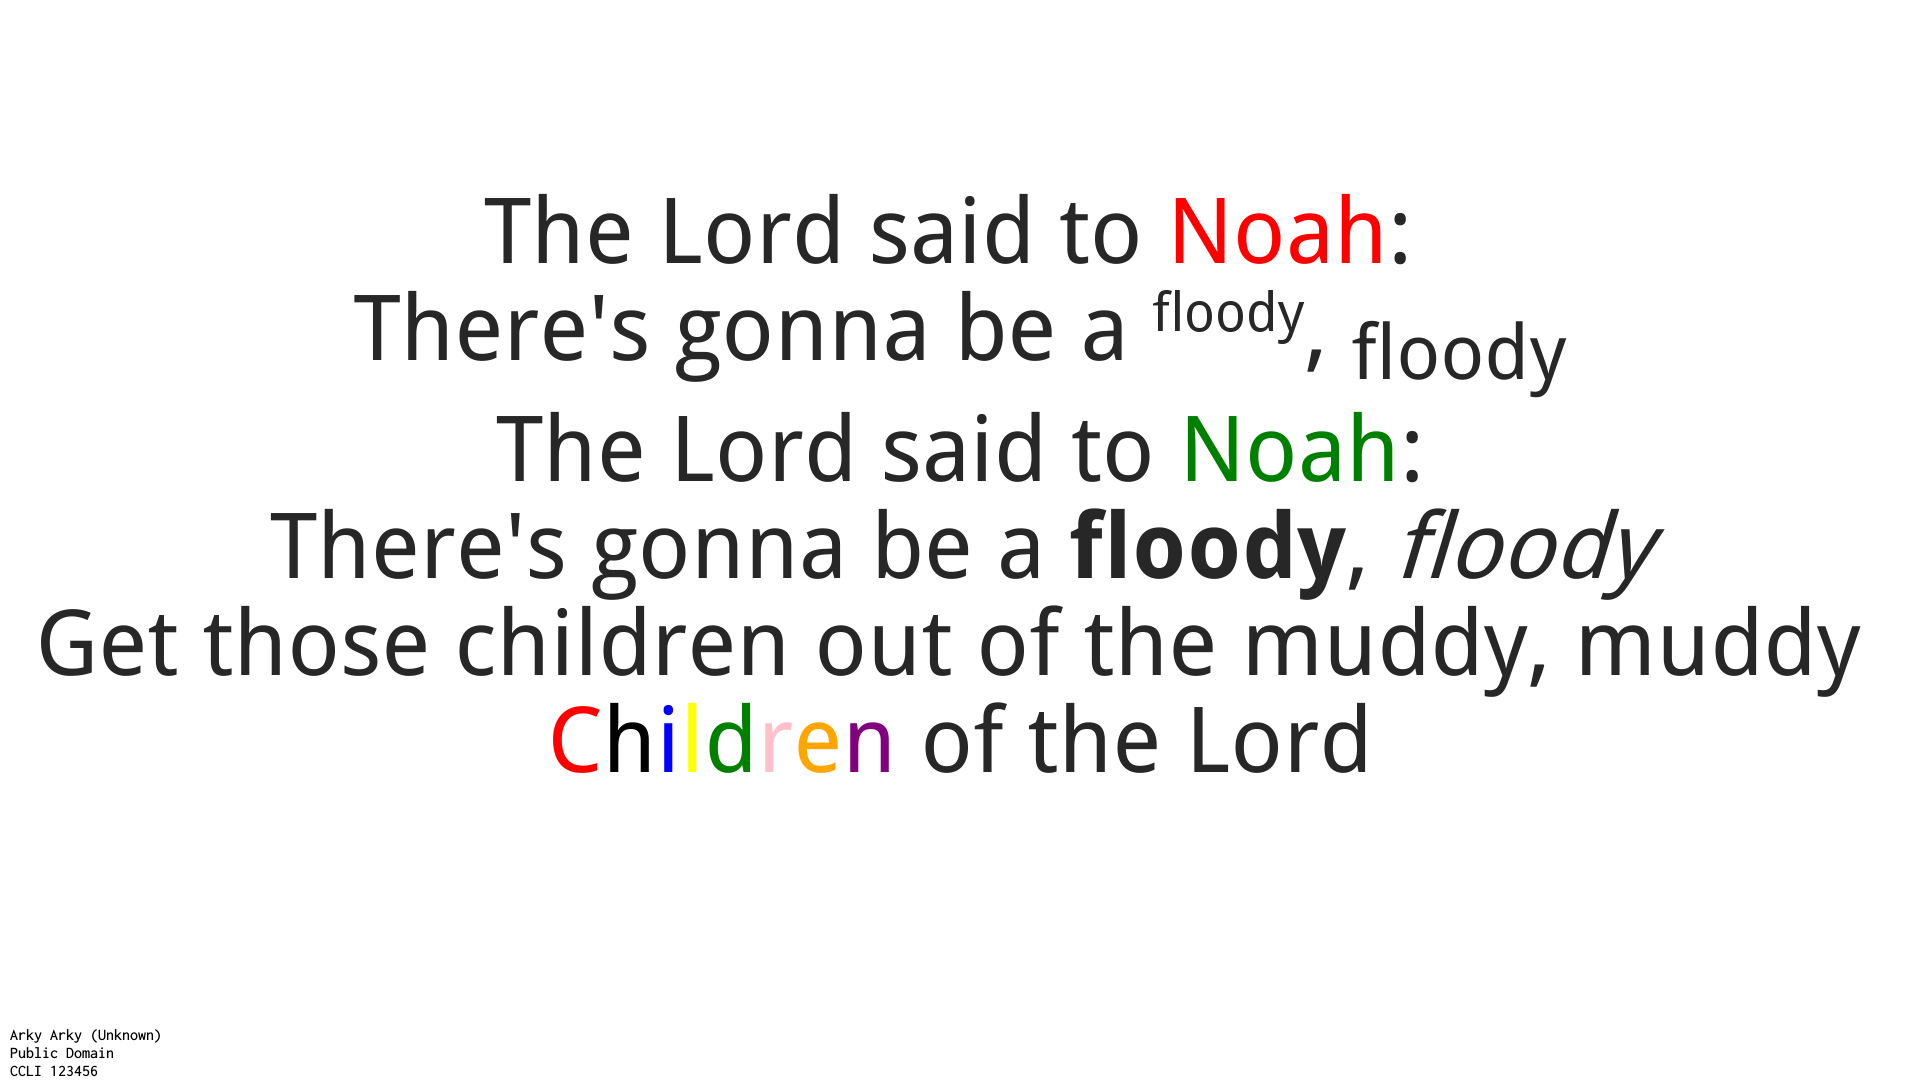 The Lord said to Noah:
There's gonna be a floody, floody
The Lord said to Noah:
There's gonna be a floody, floody
Get those children out of the muddy, muddy
Children of the Lord
Arky Arky (Unknown)
Public Domain
CCLI 123456